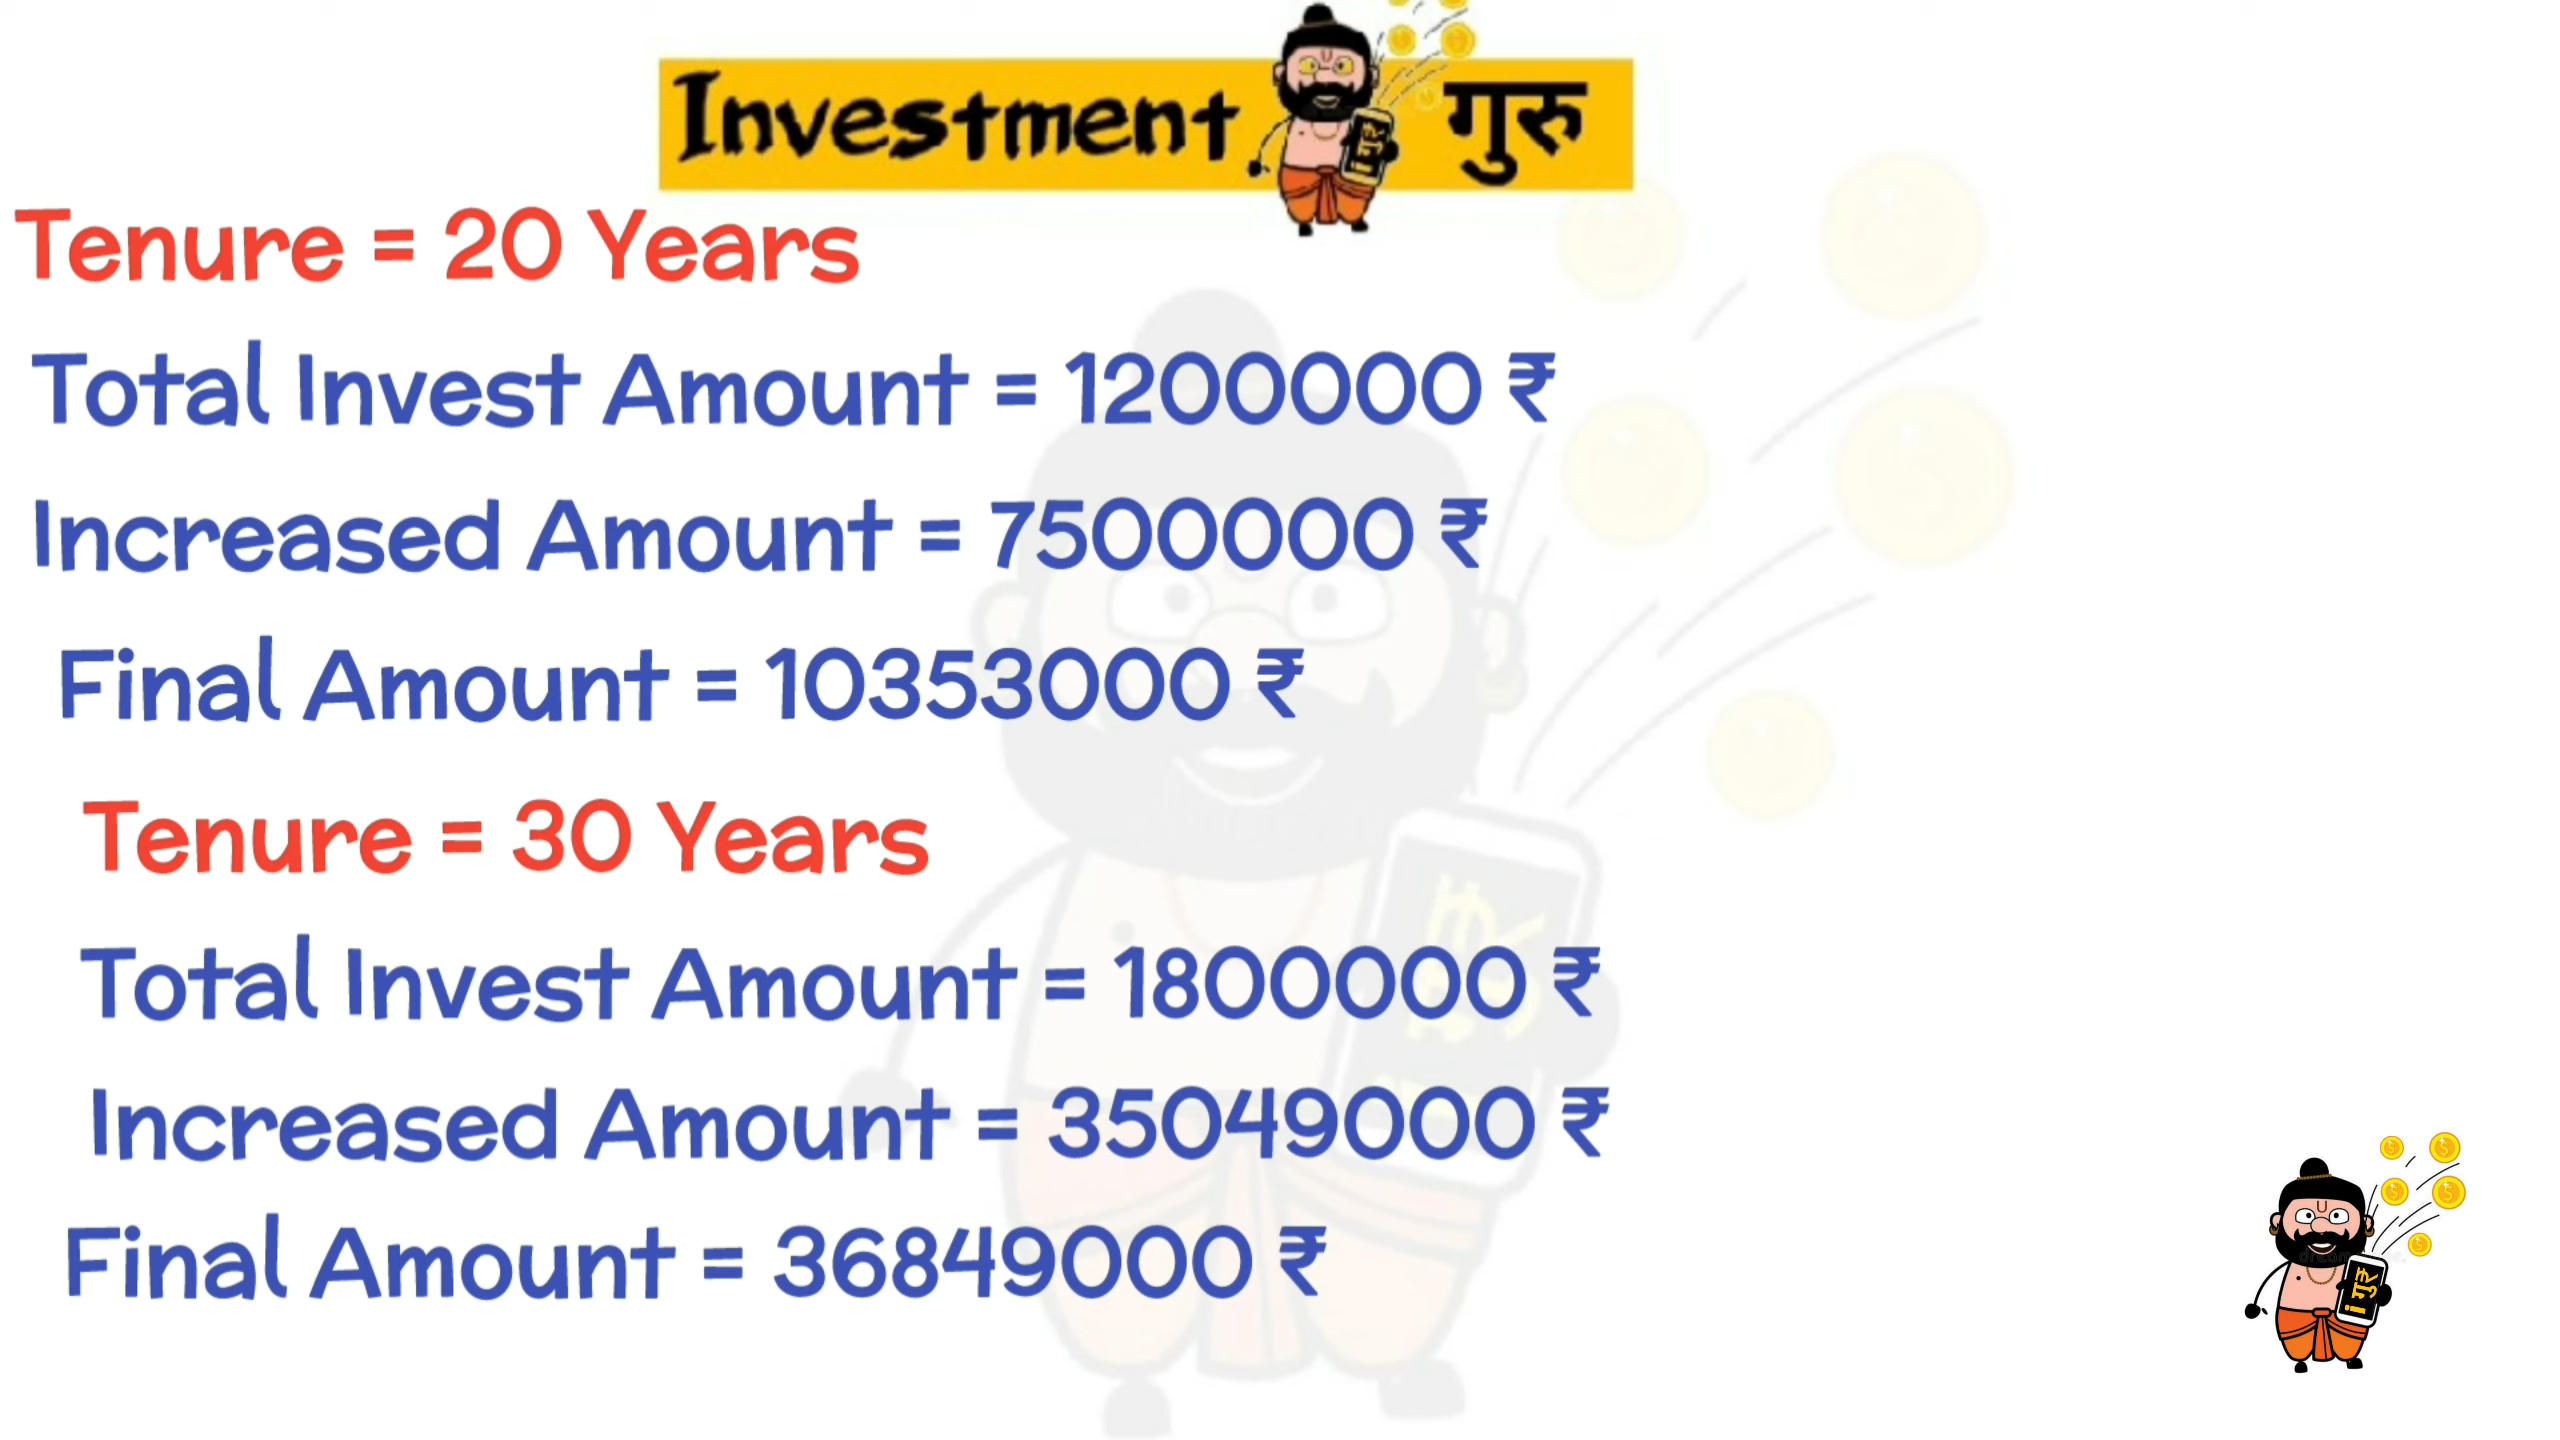 Investment गुरु
Tenure = 20 Years
Total Invest Amount = 1200000 ₹
Increased Amount = 7500000 ₹
Final Amount = 10353000 ₹
Tenure = 30 Years
Total Invest Amount = 1800000 ₹
Increased Amount = 35049000 ₹
Final Amount = 36849000 ₹
i गुरु